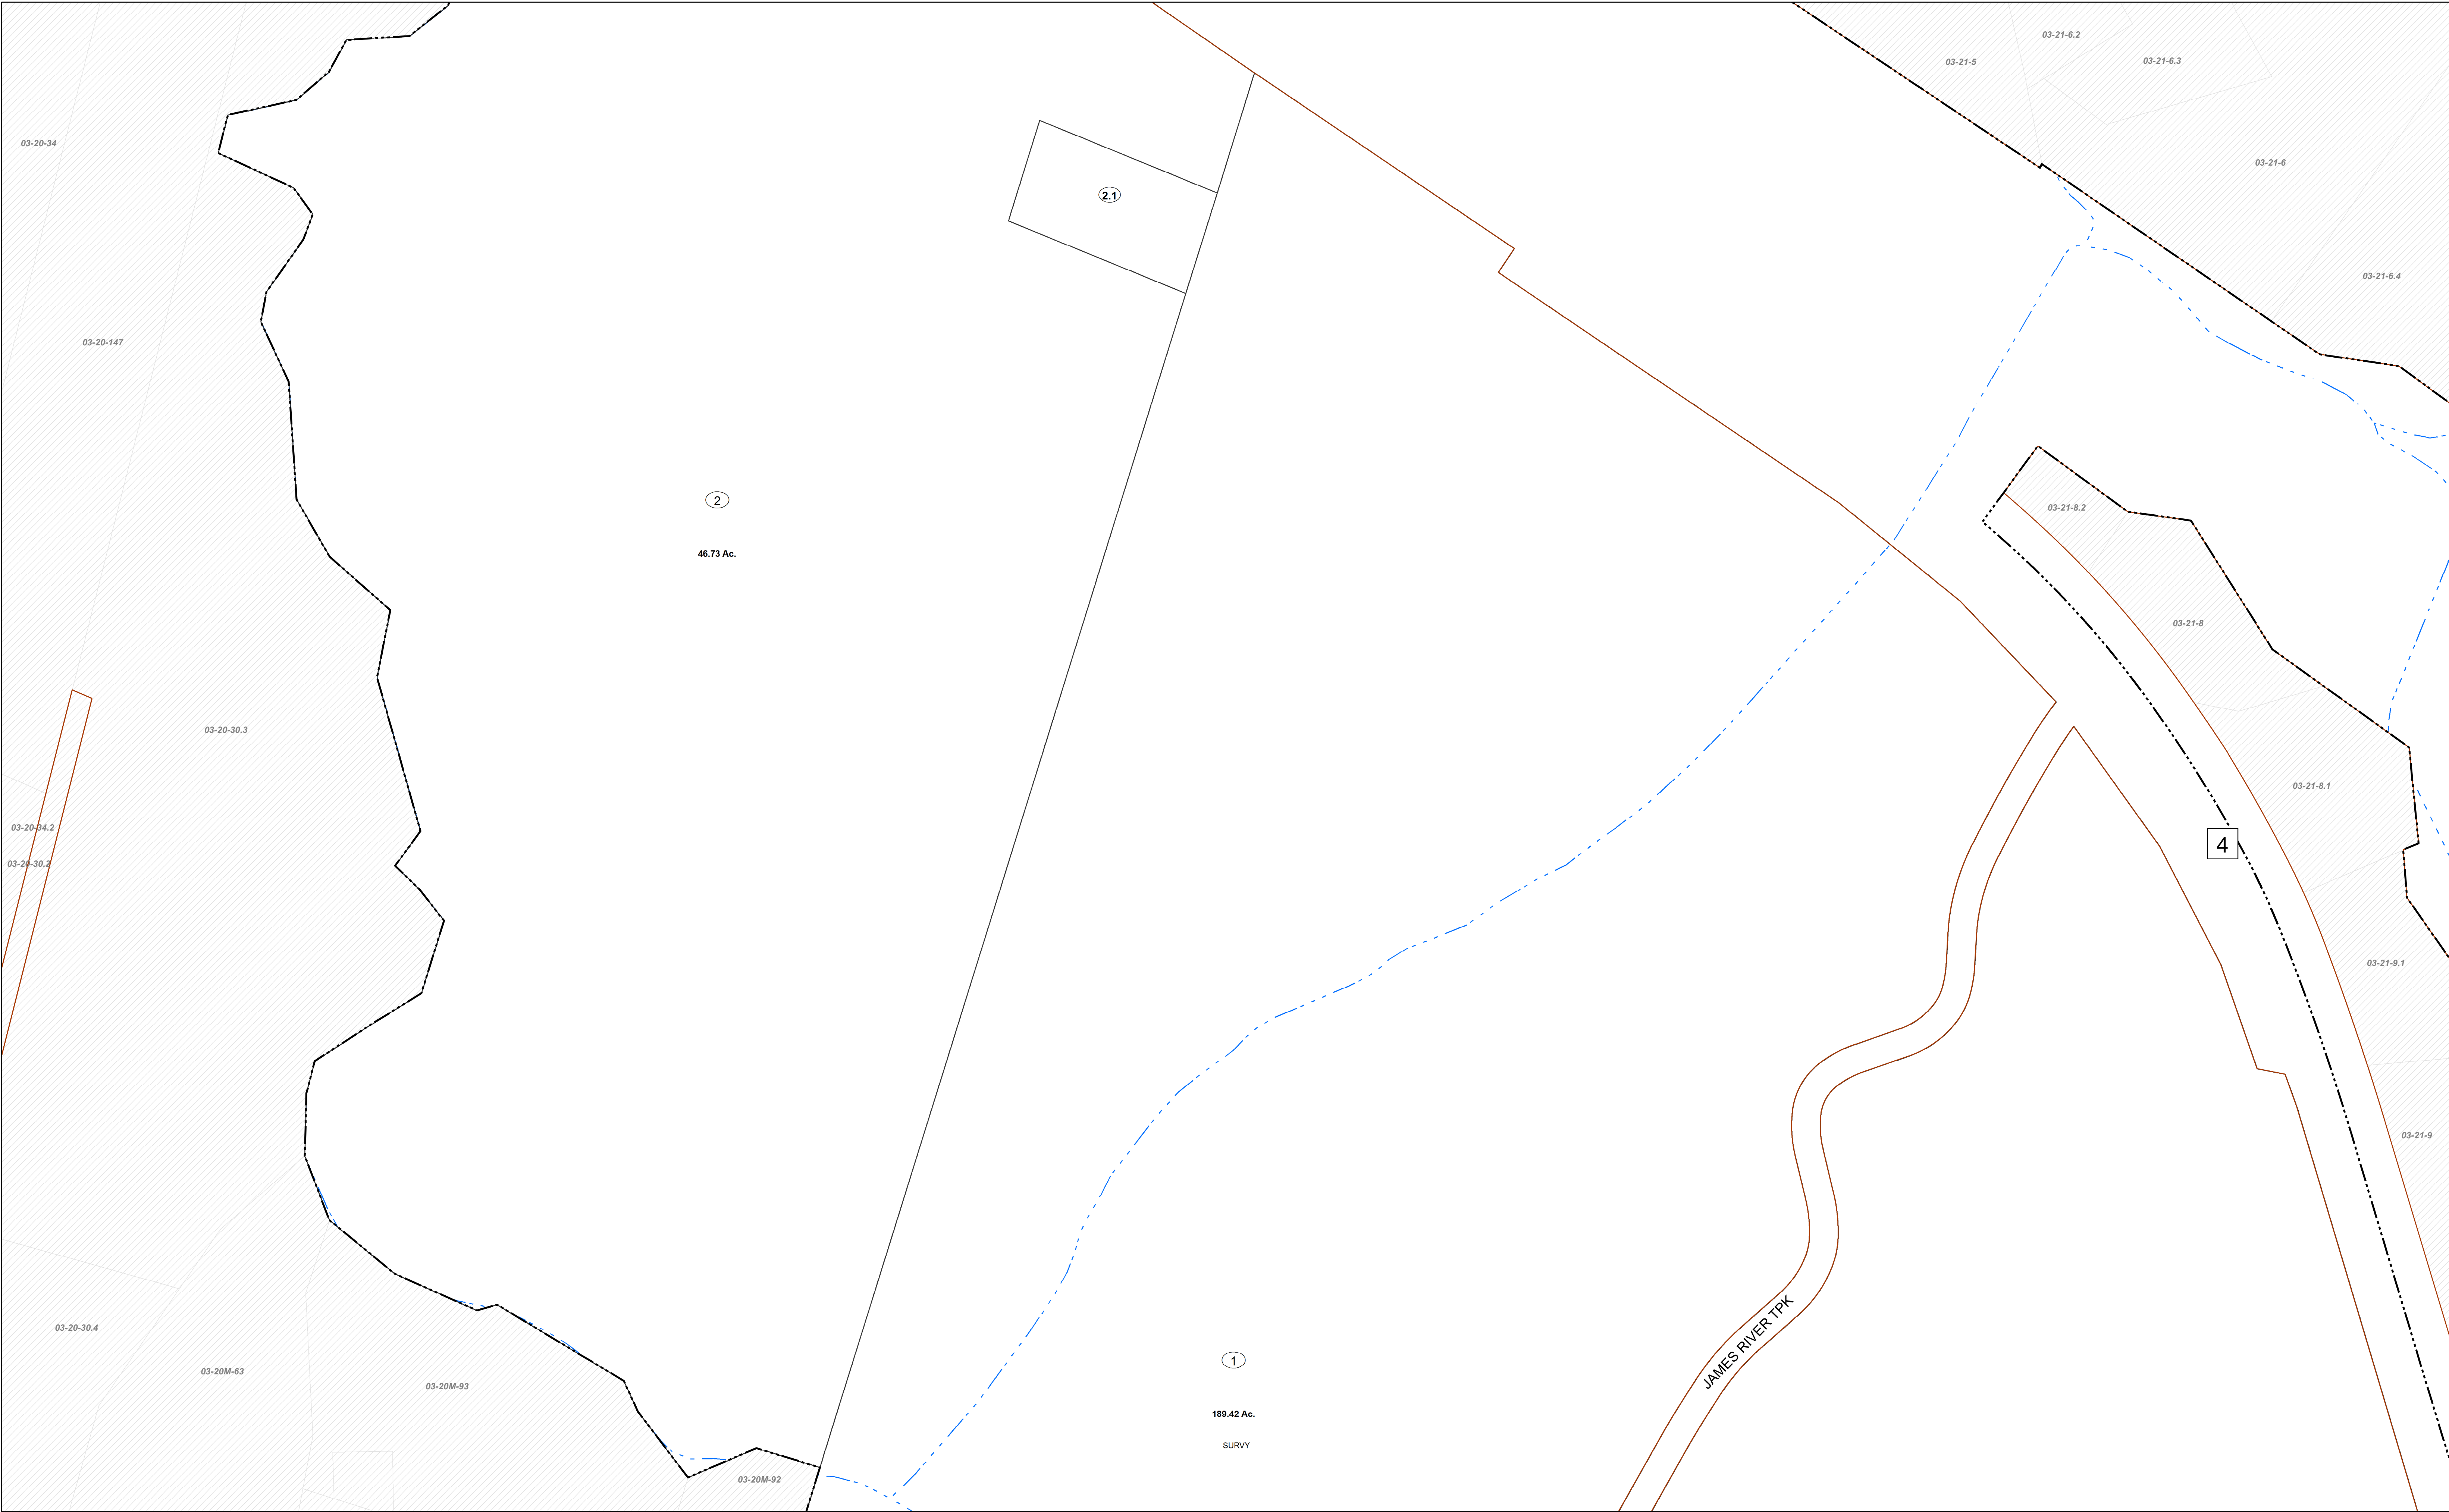 03-21-6.2
03-21-5
03-21-6.3
03-20-34
03-21-6
2.1
03-21-6.4
03-20-147
2
03-21-8.2
46.73 Ac.
03-21-8
03-20-30.3
03-21-8.1
03-20-34.2
4
03-20-30.2
03-21-9.1
03-21-9
03-20-30.4
JAMES RIVER TPK
1
03-20M-63
03-20M-93
189.42 Ac.
SURVY
03-20M-92